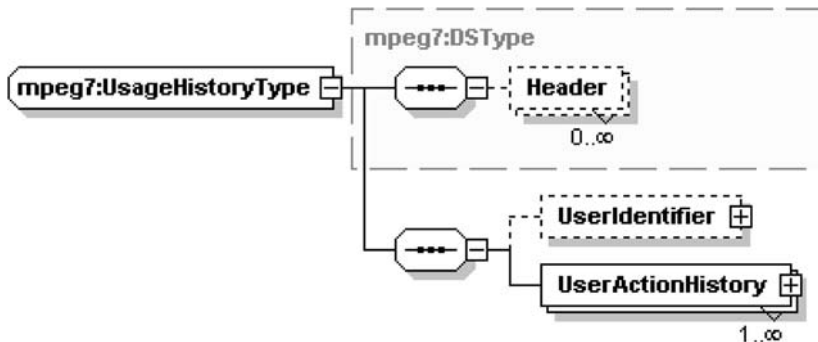 mpeg7:DSType
mpeg7:UsageHistoryType
Header
0..∞
UserIdentifier
UserActionHistory
1..∞